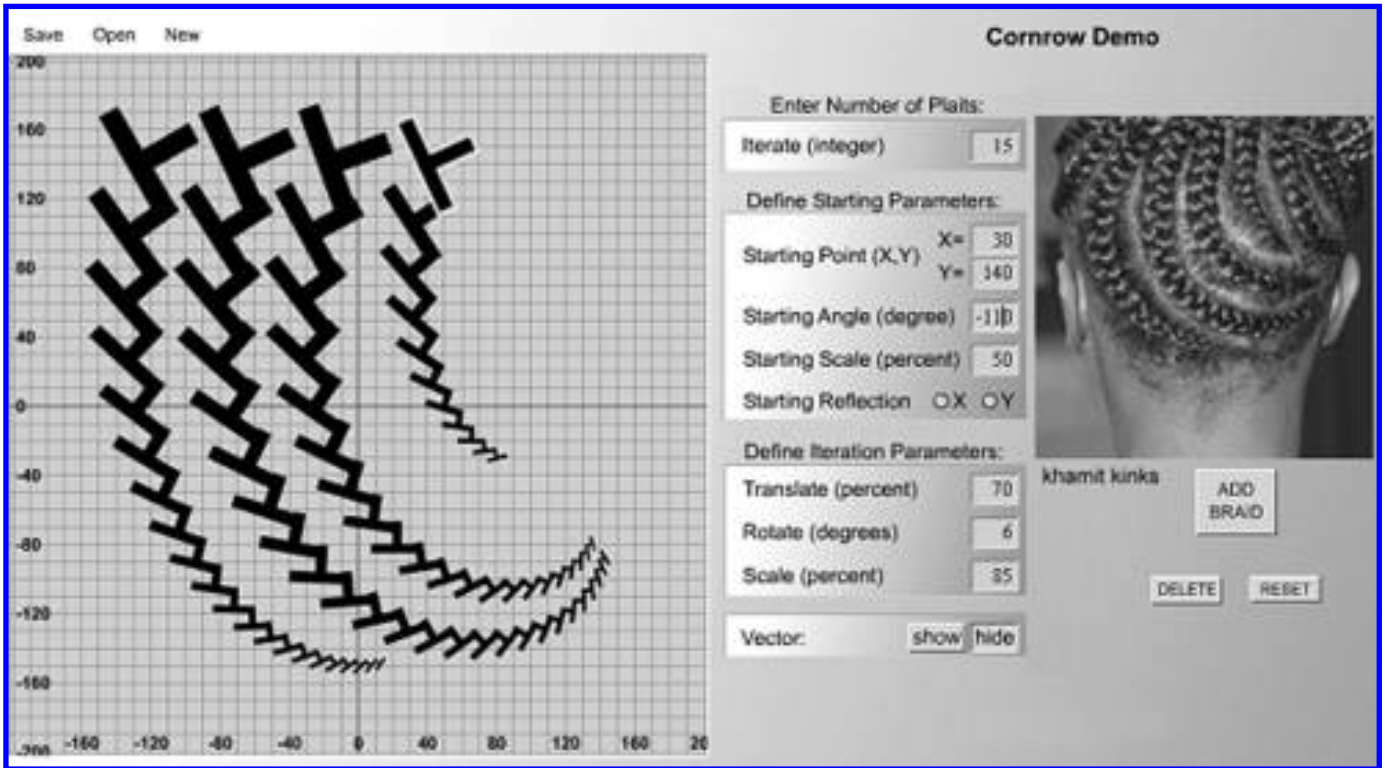 Save Open New
Cornrow Demo
200
160
120
80
40
0
-40
-80
-120
-160
-200
-160 -120 -80 -40 0 40 80 120 160 20
Enter Number of Plaits:
Iterate (integer) 15
Define Starting Parameters:
Starting Point (X,Y) X= 30
Y= 140
Starting Angle (degree) -110
Starting Scale (percent) 50
Starting Reflection X Y
Define Iteration Parameters:
Translate (percent) 70
Rotate (degrees) 6
Scale (percent) 85
Vector: show hide
khamit kinks
ADD
BRAID
DELETE RESET